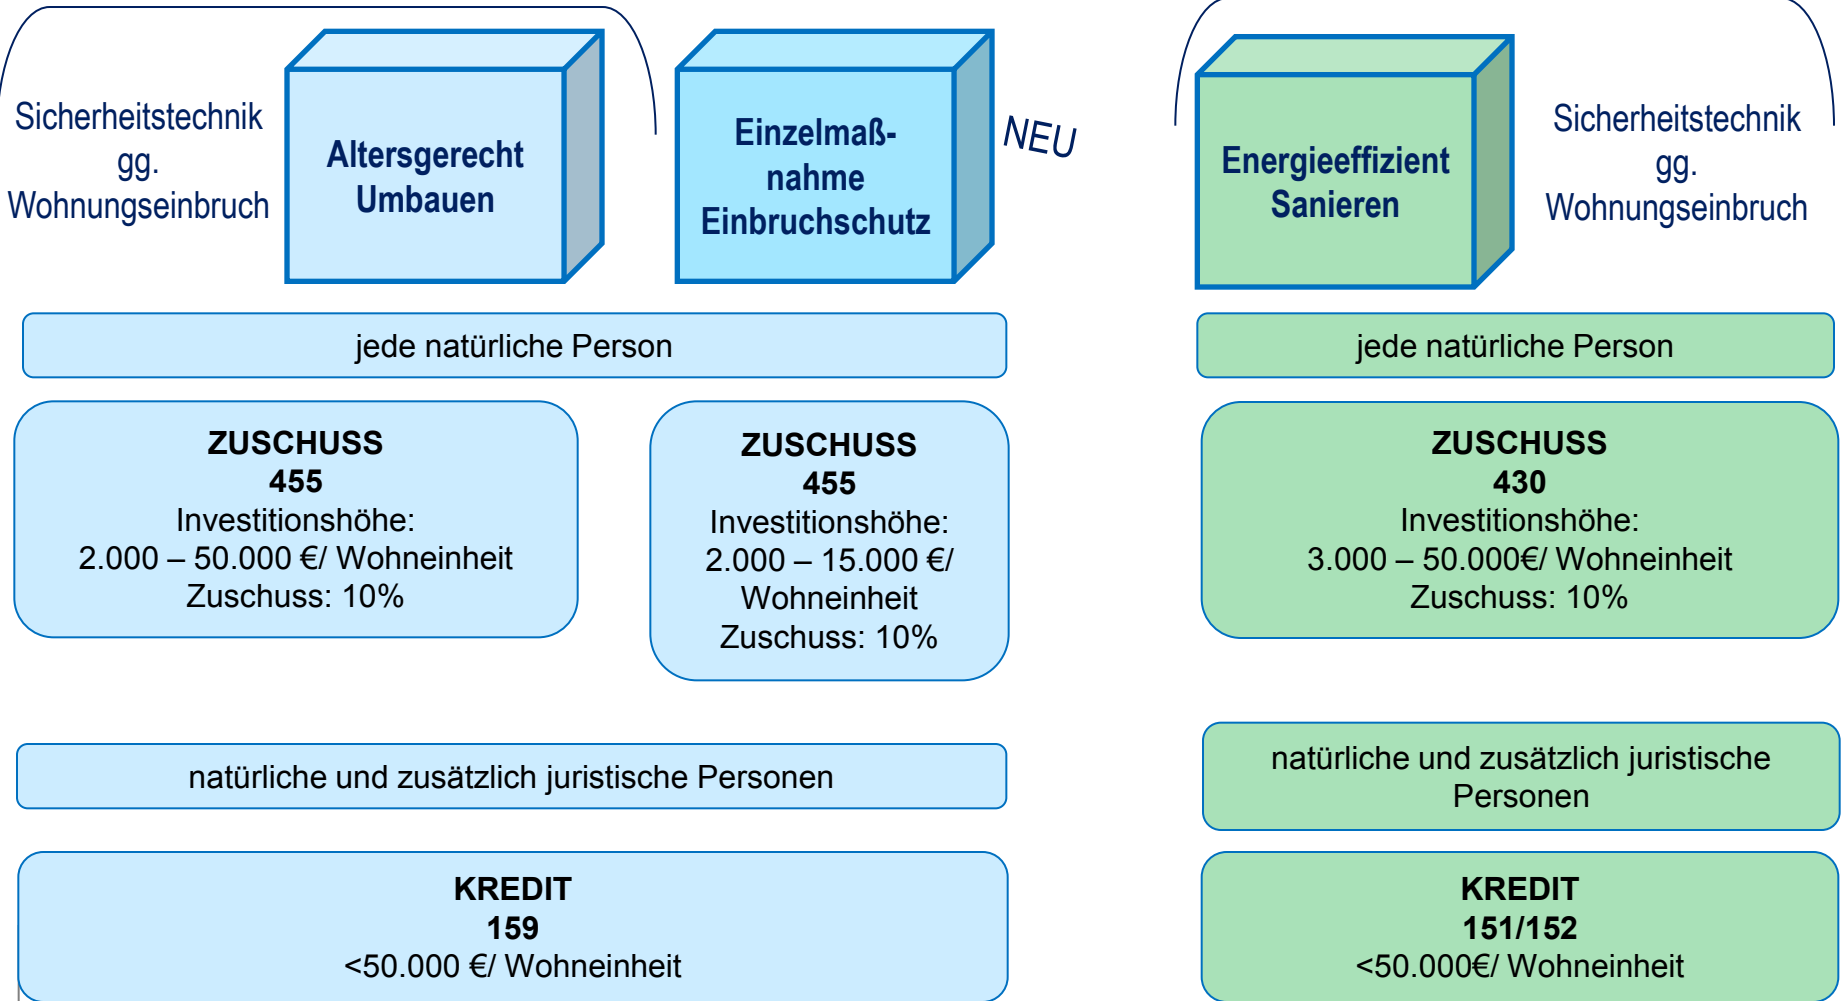 Sicherheitstechnik
gg.
Wohnungseinbruch
Altersgerecht
Umbauen
Einzelmaß-
nahme
Einbruchschutz
NEU
Energieeffizient
Sanieren
Sicherheitstechnik
gg.
Wohnungseinbruch
jede natürliche Person
jede natürliche Person
ZUSCHUSS
455
Investitionshöhe:
2.000 – 50.000 €/ Wohneinheit
Zuschuss: 10%
ZUSCHUSS
455
Investitionshöhe:
2.000 – 15.000 €/
Wohneinheit
Zuschuss: 10%
ZUSCHUSS
430
Investitionshöhe:
3.000 – 50.000€/ Wohneinheit
Zuschuss: 10%
natürliche und zusätzlich juristische Personen
natürliche und zusätzlich juristische
Personen
KREDIT
159
<50.000 €/ Wohneinheit
KREDIT
151/152
<50.000€/ Wohneinheit